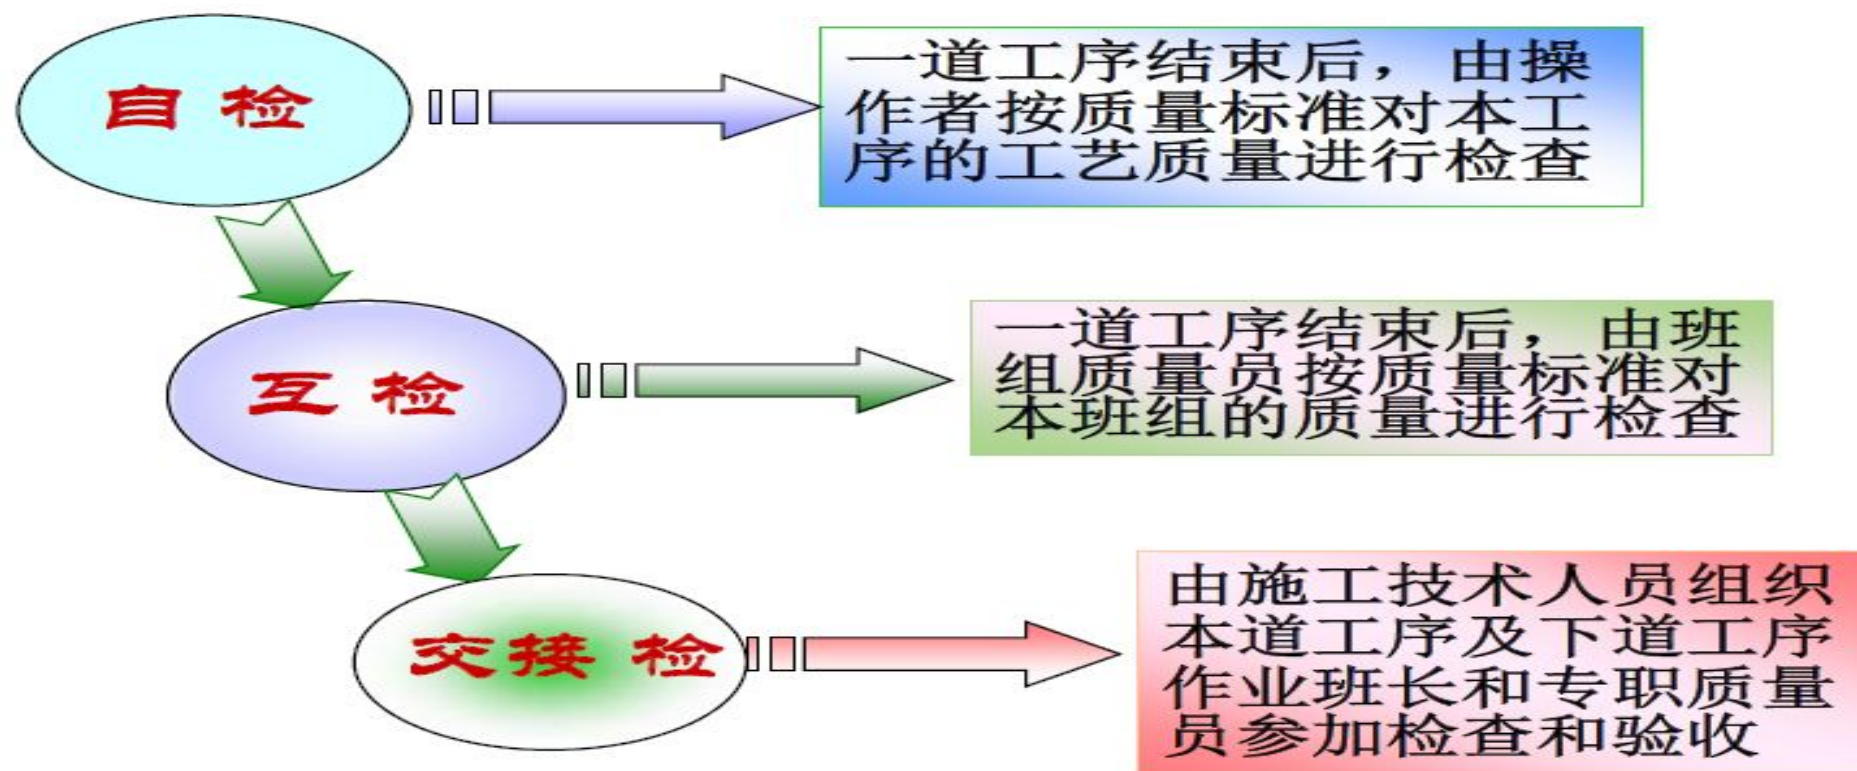 自 检
一道工序结束后，由操
作者按质量标准对本工
序的工艺质量进行检查
互 检
一道工序结束后，由班
组质量员按质量标准对
本班组的质量进行检查
交接 检
由施工技术人员组织
本道工序及下道工序
作业班长和专职质量
员参加检查和验收